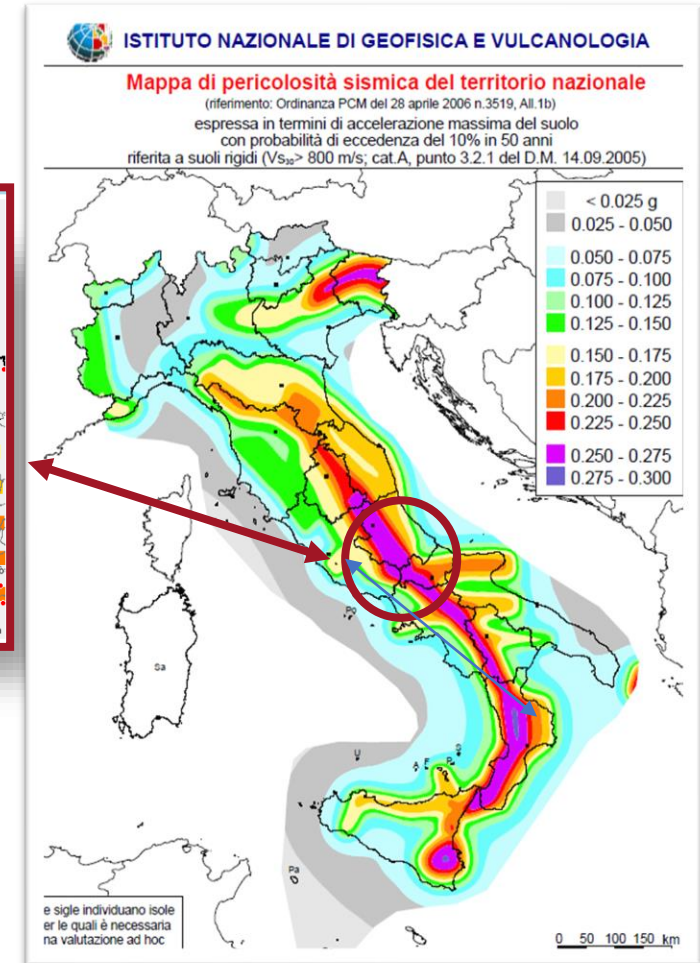 ISTITUTO NAZIONALE DI GEOFISICA E VULCANOLOGIA
Mappa di pericolosità sismica del territorio nazionale
(riferimento: Ordinanza PCM del 28 aprile 2006 n.3519, All.1b)
espressa in termini di accelerazione massima del suolo
con probabilità di eccedenza del 10% in 50 anni
riferita a suoli rigidi (Vs₃₀> 800 m/s; cat.A, punto 3.2.1 del D.M. 14.09.2005)
< 0.025 g
0.025 - 0.050
0.050 - 0.075
0.075 - 0.100
0.100 - 0.125
0.125 - 0.150
0.150 - 0.175
0.175 - 0.200
0.200 - 0.225
0.225 - 0.250
0.250 - 0.275
0.275 - 0.300
Po
Sa
U
A F P S
Pa
e sigle individuano isole
er le quali è necessaria
na valutazione ad hoc
0 50 100 150 km